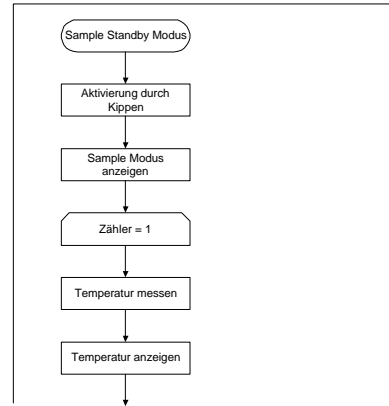 Sample Standby Modus
Aktivierung durch
Kippen
Sample Modus
anzeigen
Zähler = 1
Temperatur messen
Temperatur anzeigen